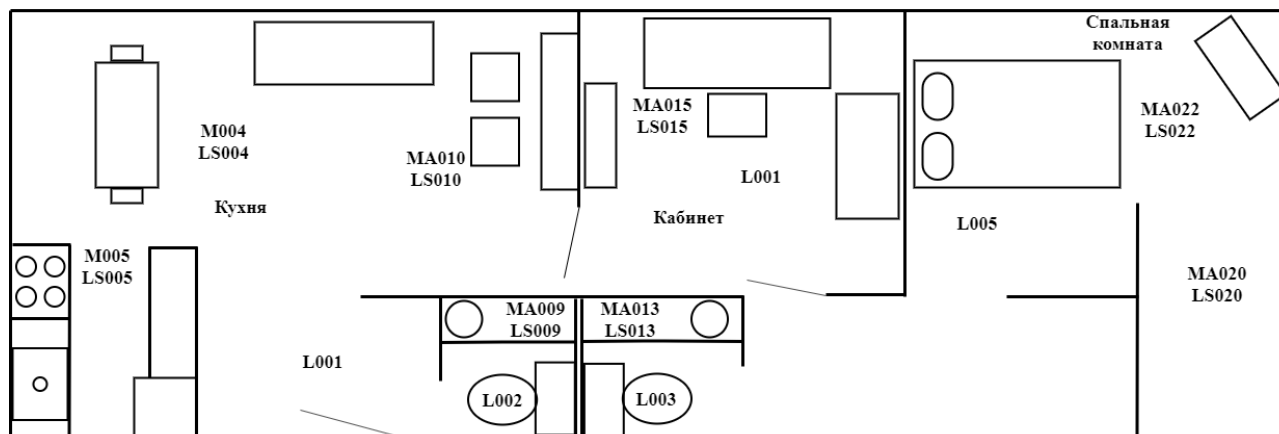 Спальная
комната
MA015
LS015
MA022
LS022
M004
LS004
MA010
LS010
L001
Кухня
Кабинет
L005
M005
LS005
MA020
LS020
MA009
LS009
MA013
LS013
L001
L002
L003